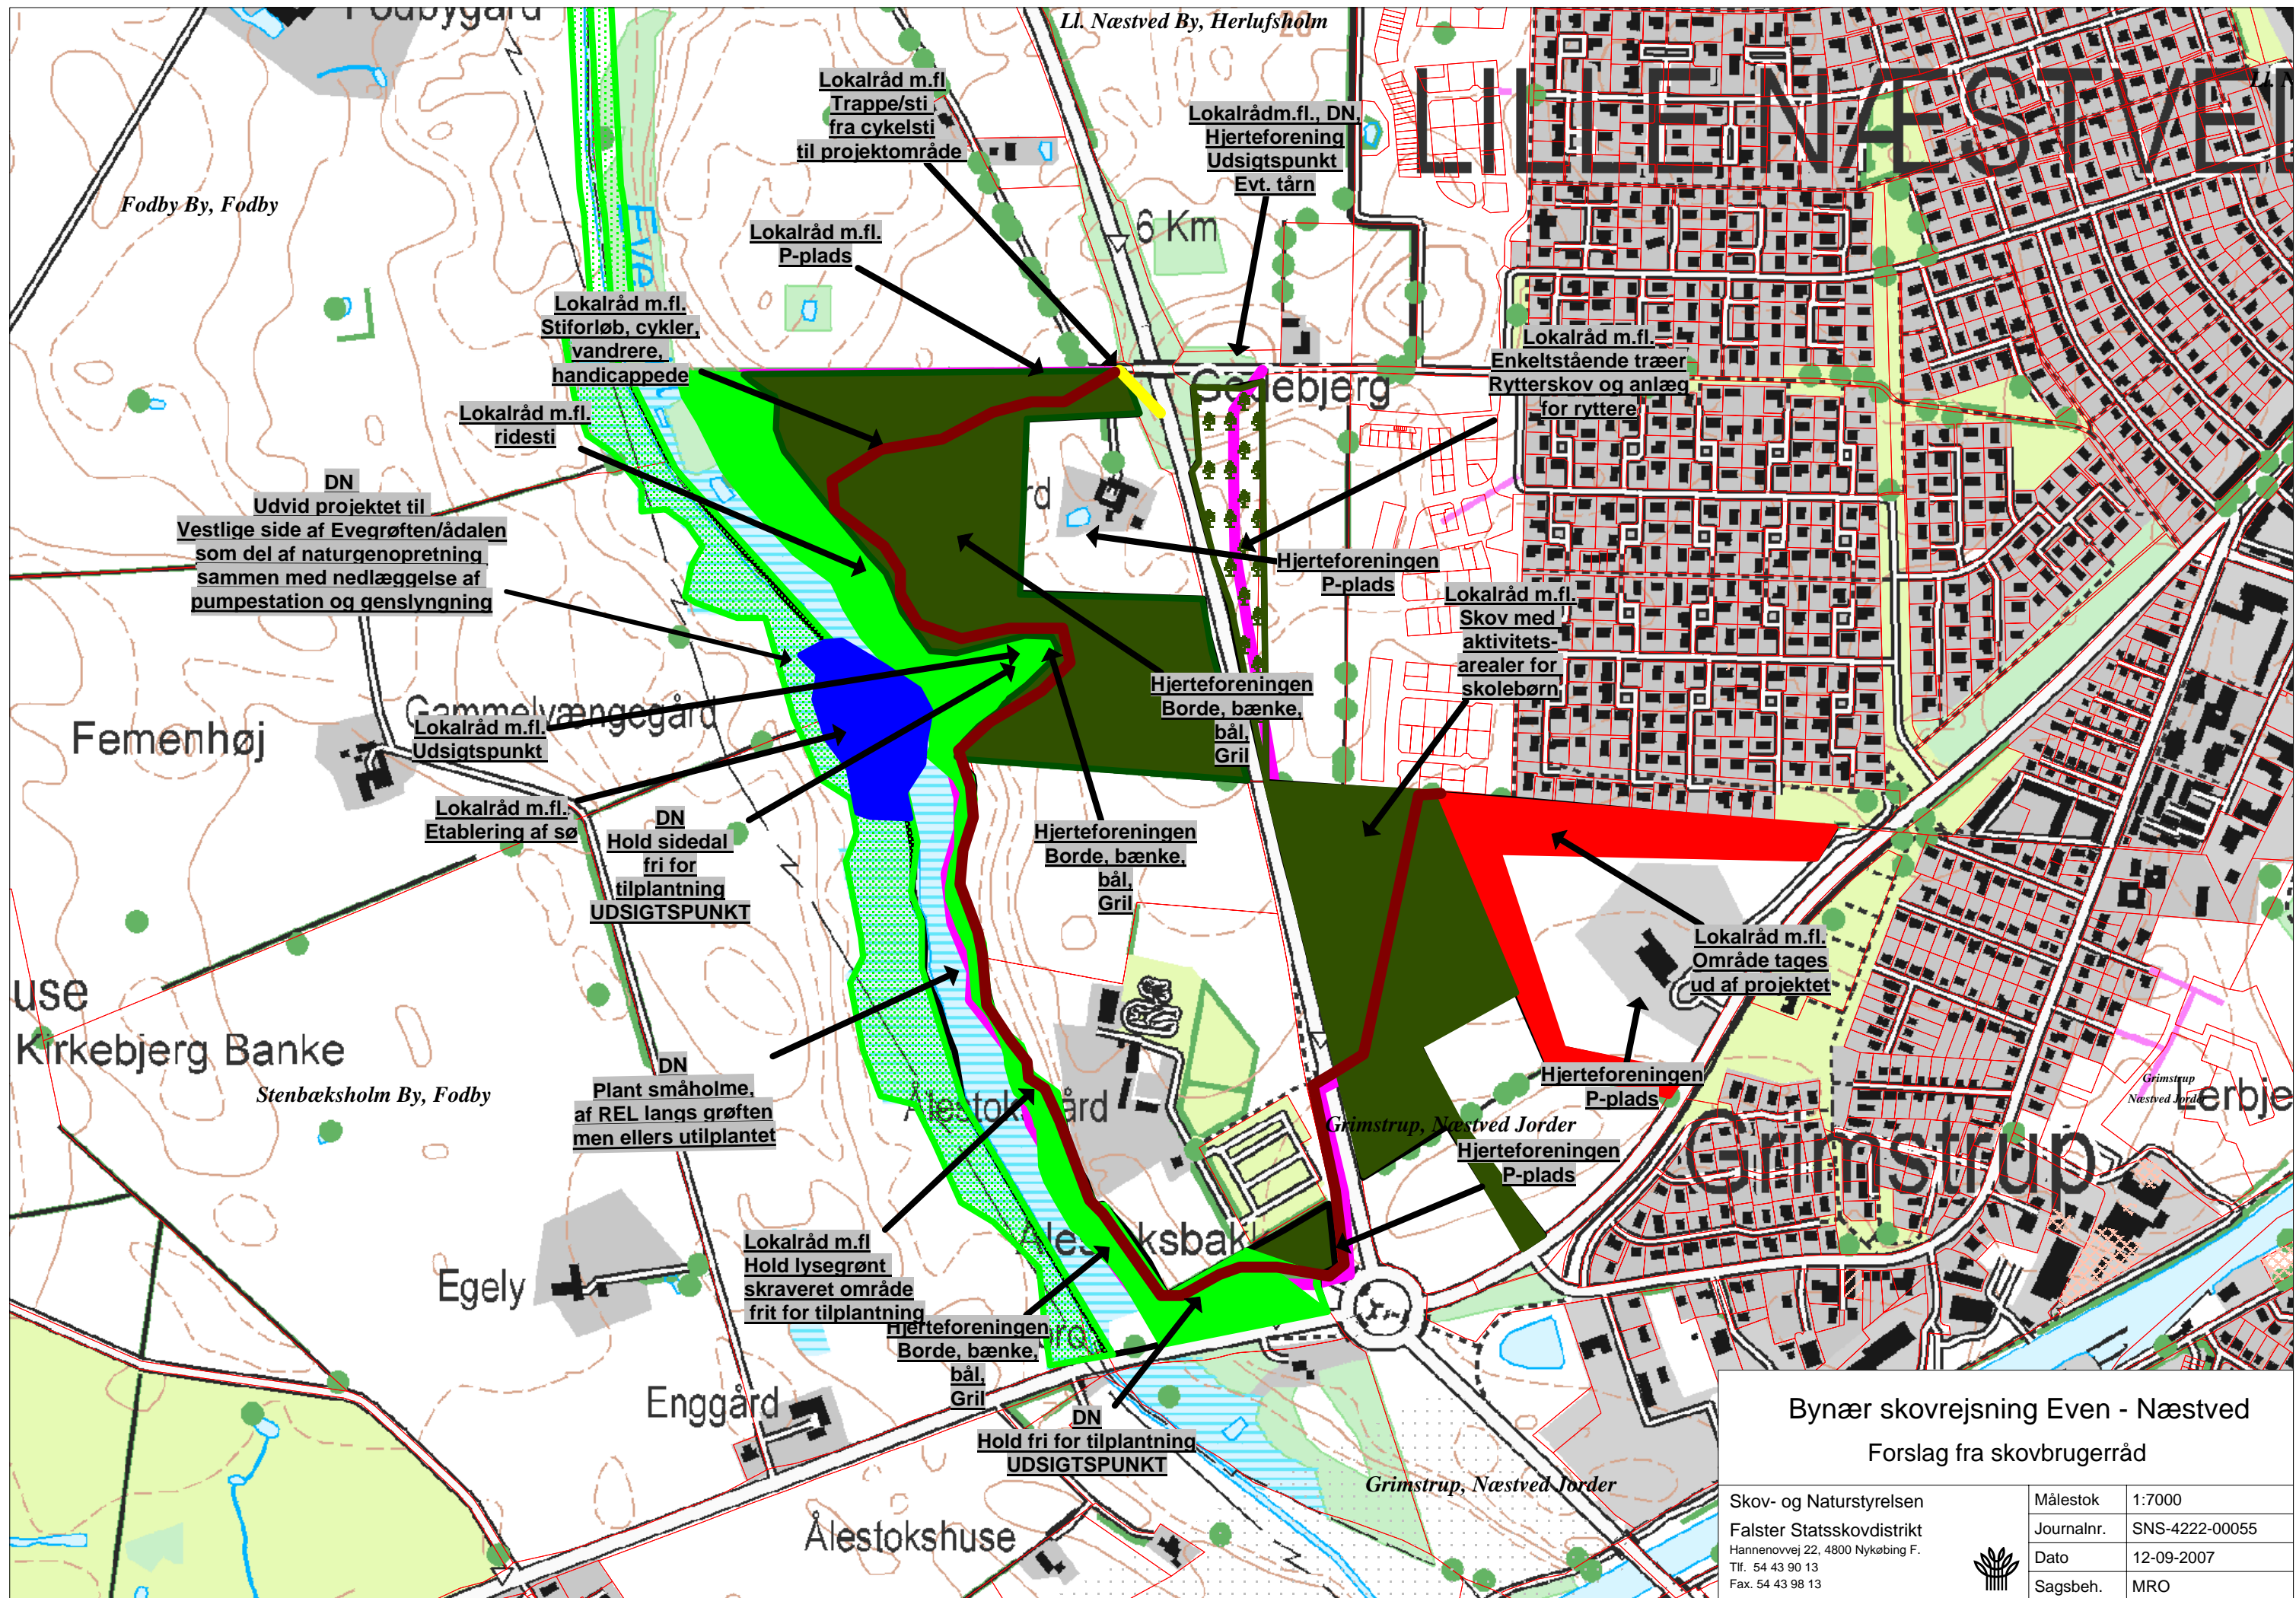 Fodbygård
Ll. Næstved By, Herlufsholm
20
LILLE NÆSTVED
Lokalråd m.fl
Trappe/sti
fra cykelsti
til projektområde
Lokalrådm.fl., DN,
Hjerteforening
Udsigtspunkt
Evt. tårn
Fodby By, Fodby
Eve
6 Km
Lokalråd m.fl.
P-plads
Lokalråd m.fl.
Stiforløb, cykler,
vandrere,
handicappede
Lokalråd m.fl.
Enkeltstående træer
Rytterskov og anlæg
for ryttere
Gedebjerg
Lokalråd m.fl.
ridesti
DN
Udvid projektet til
Vestlige side af Evegrøften/ådalen
som del af naturgenopretning
sammen med nedlæggelse af
pumpestation og genslyngning
rd
Hjerteforeningen
P-plads
Lokalråd m.fl.
Skov med
aktivitets-
arealer for
skolebørn
Hjerteforeningen
Borde, bænke,
bål,
Gril
Femenhøj
Gammelvængegård
Lokalråd m.fl.
Udsigtspunkt
Lokalråd m.fl.
Etablering af sø
DN
Hold sidedal
fri for
tilplantning
UDSIGTSPUNKT
Hjerteforeningen
Borde, bænke,
bål,
Gril
Lokalråd m.fl.
Område tages
ud af projektet
use
Kirkebjerg Banke
Stenbæksholm By, Fodby
DN
Plant småholme,
af REL langs grøften
men ellers utilplantet
Ålestokgård
Hjerteforeningen
P-plads
Grimstrup, Næstved Jorder
Grimstrup
Næstved Jorder
Lerbje
Grimstrup
Hjerteforeningen
P-plads
Egely
Lokalråd m.fl
Hold lysegrønt
skraveret område
frit for tilplantning
Hjerteforeningen
Borde, bænke,
bål,
Gril
Enggård
DN
Hold fri for tilplantning
UDSIGTSPUNKT
Grimstrup, Næstved Jorder
Ålestokshuse
Bynær skovrejsning Even - Næstved
Forslag fra skovbrugerråd
Skov- og Naturstyrelsen
Falster Statsskovdistrikt
Hannenovvej 22, 4800 Nykøbing F.
Tlf. 54 43 90 13
Fax. 54 43 98 13
Målestok 1:7000
Journalnr. SNS-4222-00055
Dato 12-09-2007
Sagsbeh. MRO